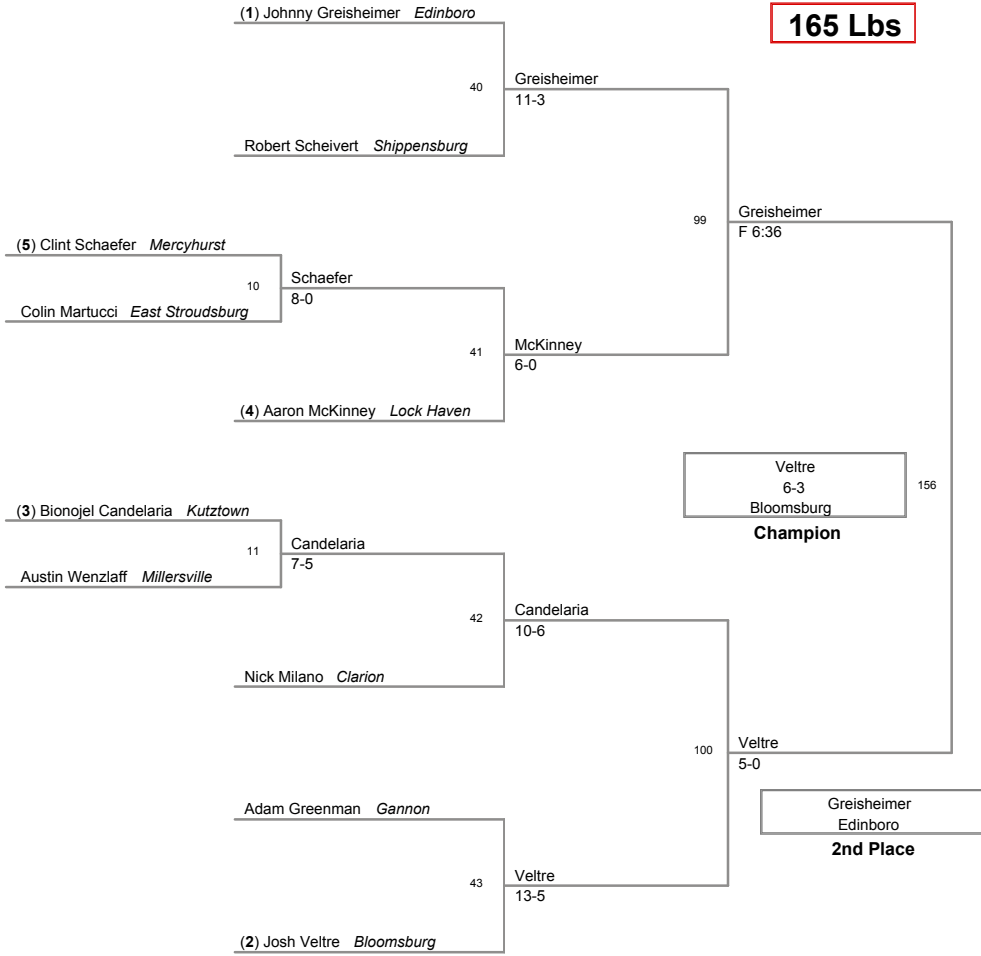 (1) Johnny Greisheimer Edinboro
165 Lbs
40
Greisheimer
11-3
Robert Scheivert Shippensburg
99
Greisheimer
F 6:36
(5) Clint Schaefer Mercyhurst
10
Schaefer
8-0
Colin Martucci East Stroudsburg
41
McKinney
6-0
(4) Aaron McKinney Lock Haven
Veltre
6-3
Bloomsburg
156
Champion
(3) Bionojel Candelaria Kutztown
11
Candelaria
7-5
Austin Wenzlaff Millersville
42
Candelaria
10-6
Nick Milano Clarion
100
Veltre
5-0
Adam Greenman Gannon
Greisheimer
Edinboro
2nd Place
43
Veltre
13-5
(2) Josh Veltre Bloomsburg